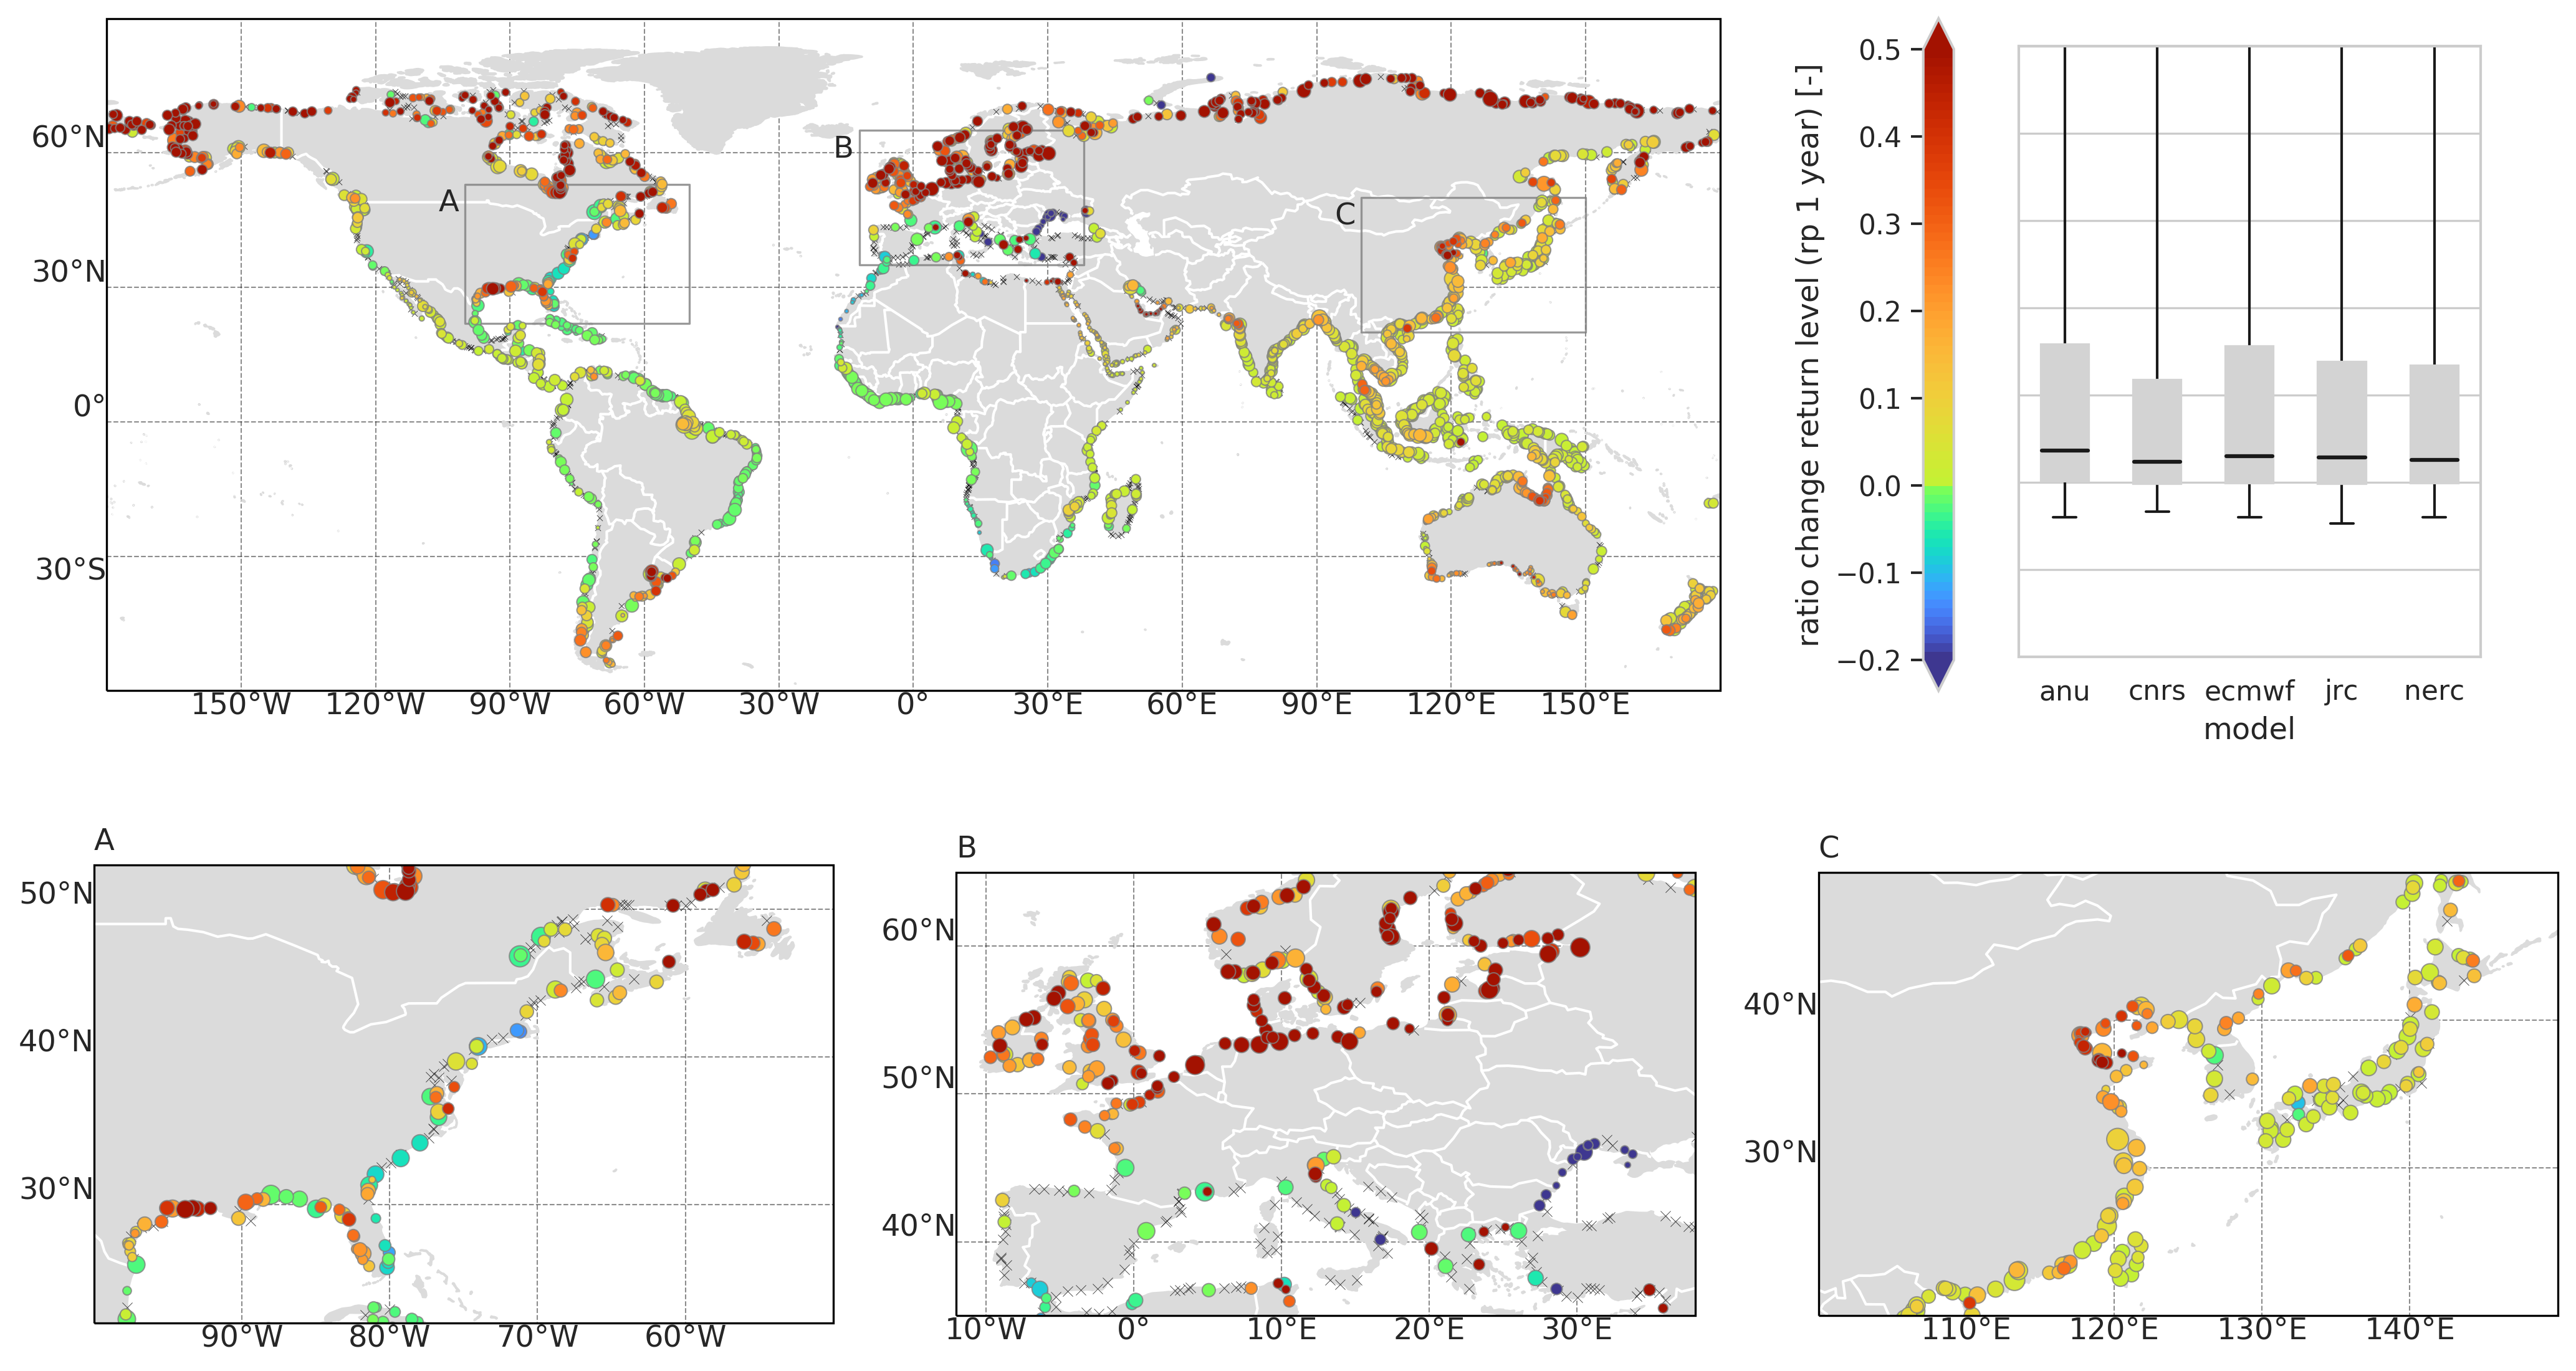 60°N
30°N
0°
30°S
A
B
C
150°W 120°W 90°W 60°W 30°W 0° 30°E 60°E 90°E 120°E 150°E
ratio change return level (rp 1 year) [-]
0.5
0.4
0.3
0.2
0.1
0.0
−0.1
−0.2
anu cnrs ecmwf jrc nerc
model
A
50°N
40°N
30°N
90°W 80°W 70°W 60°W
B
60°N
50°N
40°N
10°W 0° 10°E 20°E 30°E
C
40°N
30°N
110°E 120°E 130°E 140°E